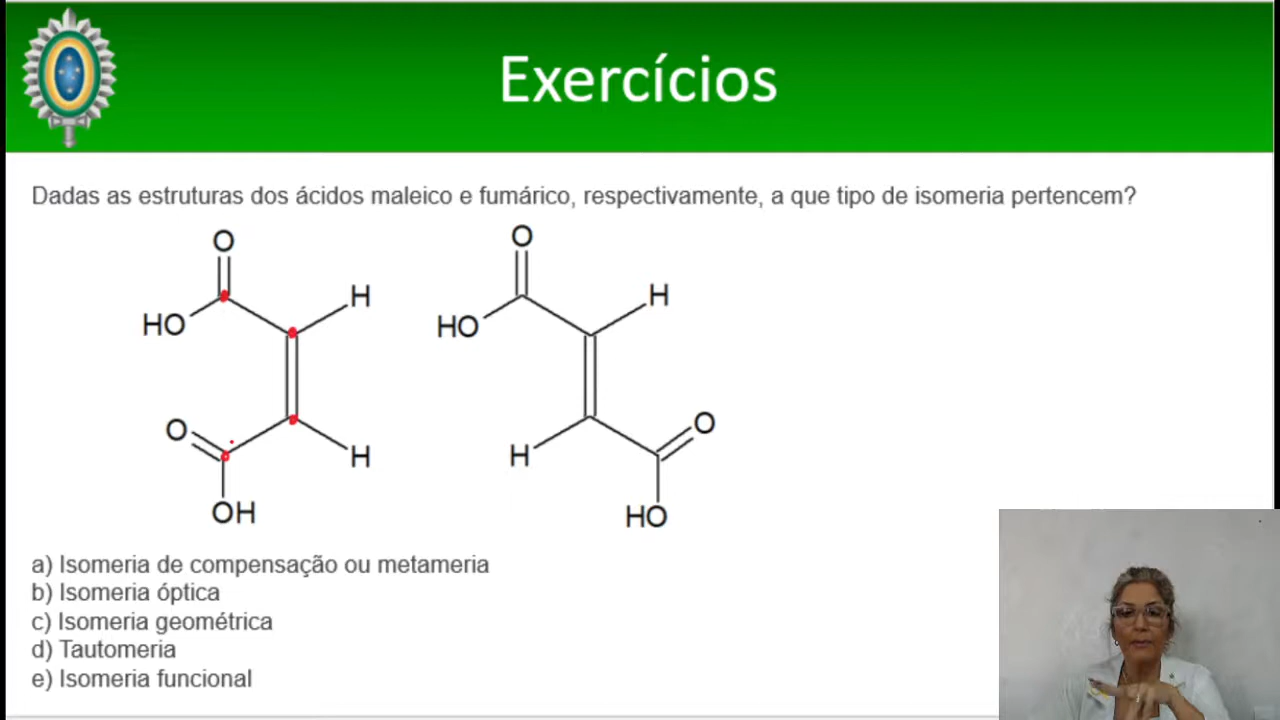 Exercícios
Dadas as estruturas dos ácidos maleico e fumárico, respectivamente, a que tipo de isomeria pertencem?
O O
H H
HO HO
O O
H H
OH HO
a) Isomeria de compensação ou metameria
b) Isomeria óptica
c) Isomeria geométrica
d) Tautomeria
e) Isomeria funcional